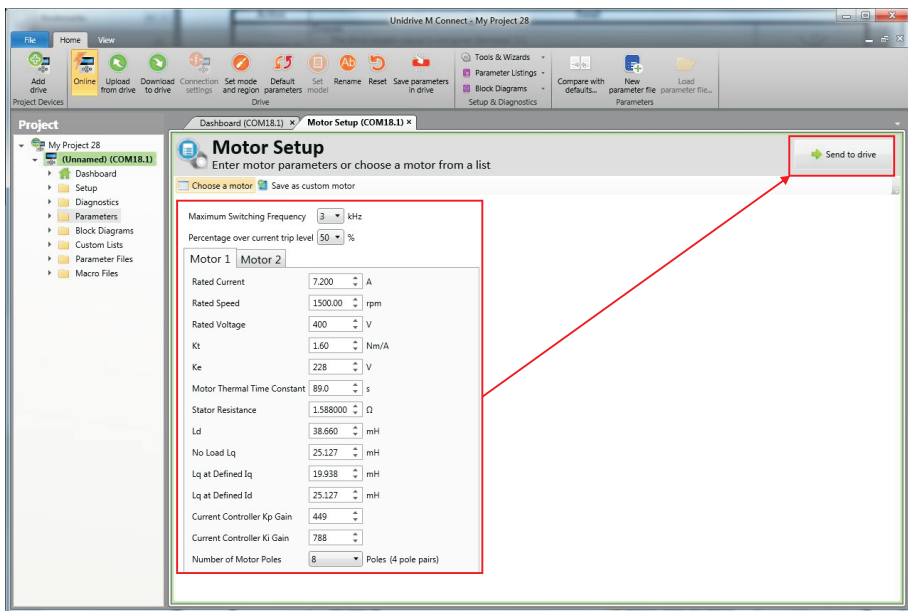 Unidrive M Connect - My Project 28
File Home View
Add drive
Online
Upload from drive
Download to drive
Connection settings
Set mode and region
Default parameters
Set model
Rename
Reset
Save parameters in drive
Tools & Wizards
Parameter Listings
Block Diagrams
Compare with defaults...
New parameter file
Load parameter file...
Project Devices
Drive
Setup & Diagnostics
Parameters
Project
Dashboard (COM18.1) × Motor Setup (COM18.1) ×
My Project 28
(Unnamed) (COM18.1)
Dashboard
Setup
Diagnostics
Parameters
Block Diagrams
Custom Lists
Parameter Files
Macro Files
Motor Setup
Enter motor parameters or choose a motor from a list
Send to drive
Choose a motor Save as custom motor
Maximum Switching Frequency 3 kHz
Percentage over current trip level 50 %
Motor 1 Motor 2
Rated Current 7.200 A
Rated Speed 1500.00 rpm
Rated Voltage 400 V
Kt 1.60 Nm/A
Ke 228 V
Motor Thermal Time Constant 89.0 s
Stator Resistance 1.588000 Ω
Ld 38.660 mH
No Load Lq 25.127 mH
Lq at Defined Iq 19.938 mH
Lq at Defined Id 25.127 mH
Current Controller Kp Gain 449
Current Controller Ki Gain 788
Number of Motor Poles 8 Poles (4 pole pairs)